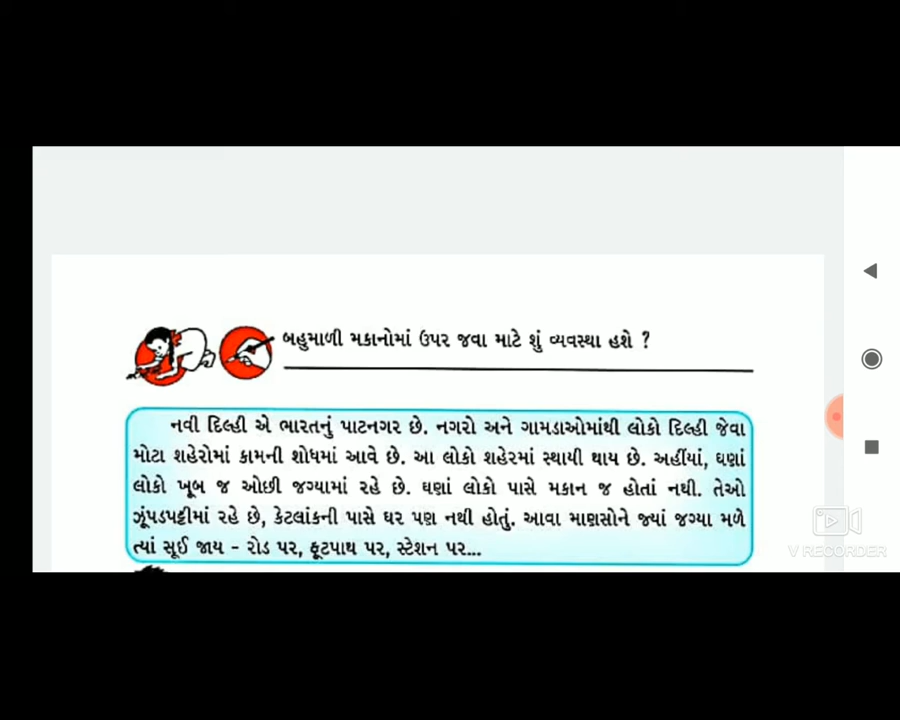 બહુમાળી મકાનોમાં ઉપર જવા માટે શું વ્યવસ્થા હશે ?
નવી દિલ્હી એ ભારતનું પાટનગર છે. નગરો અને ગામડાઓમાંથી લોકો દિલ્હી જેવા
મોટા શહેરોમાં કામની શોધમાં આવે છે. આ લોકો શહેરમાં સ્થાયી થાય છે. અહીંયાં, ઘણાં
લોકો ખૂબ જ ઓછી જગ્યામાં રહે છે. ઘણાં લોકો પાસે મકાન જ હોતાં નથી. તેઓ
ઝૂંપડપટ્ટીમાં રહે છે, કેટલાંકની પાસે ઘર પણ નથી હોતું. આવા માણસોને જ્યાં જગ્યા મળે
ત્યાં સૂઈ જાય - રોડ પર, ફૂટપાથ પર, સ્ટેશન પર...
V RECORDER